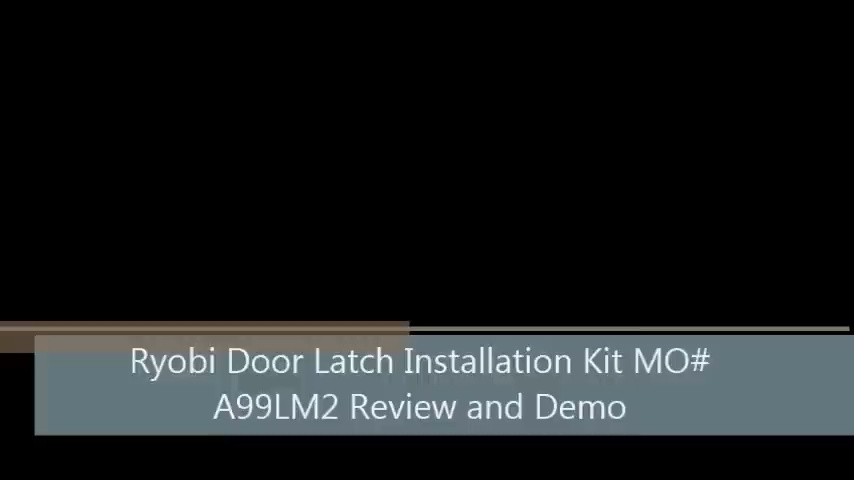 Ryobi Door Latch Installation Kit MO#
A99LM2 Review and Demo